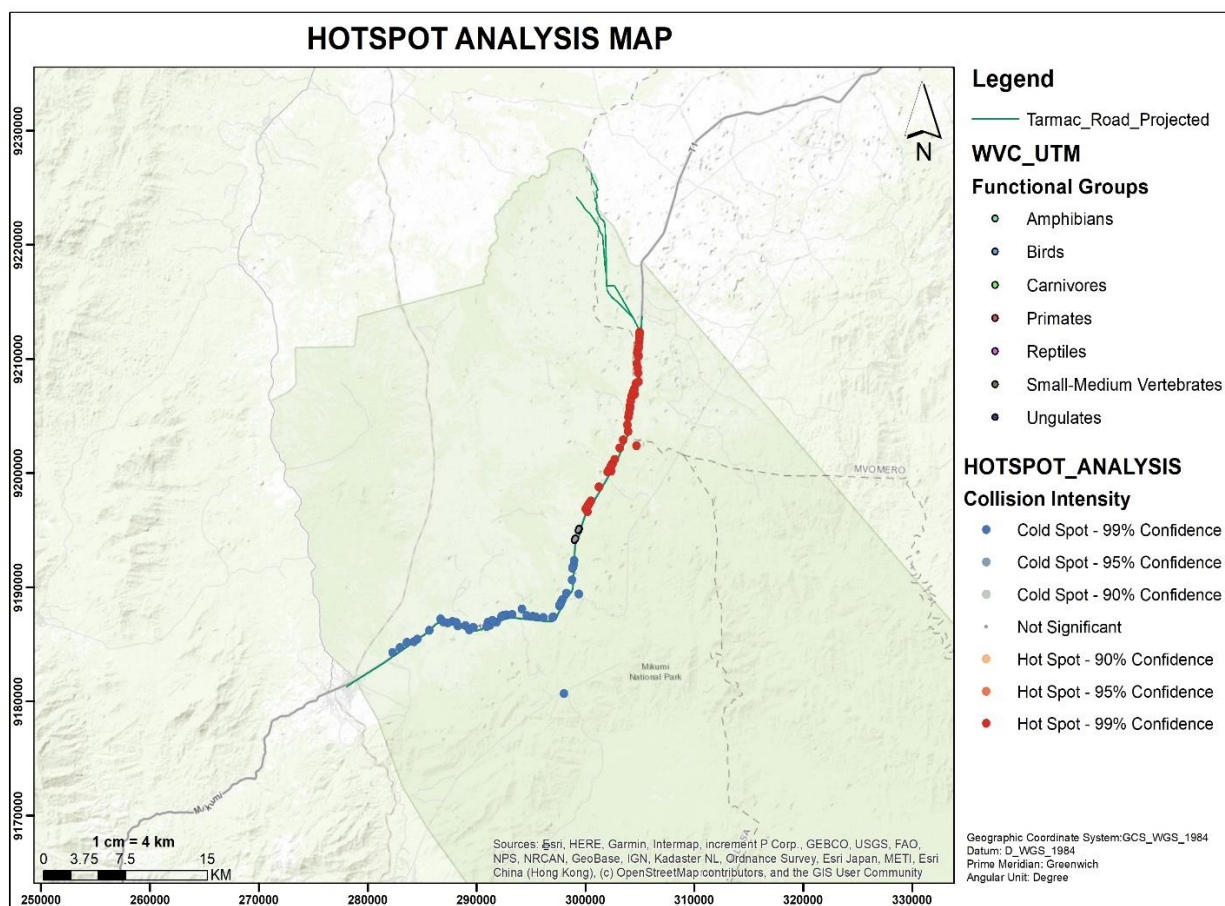 HOTSPOT ANALYSIS MAP
N
T1
MVOMERO
Mikumi
National Park
Mikumi
1 cm = 4 km
0 3.75 7.5 15
KM
Sources: Esri, HERE, Garmin, Intermap, increment P Corp., GEBCO, USGS, FAO,
NPS, NRCAN, GeoBase, IGN, Kadaster NL, Ordnance Survey, Esri Japan, METI, Esri
China (Hong Kong), (c) OpenStreetMap contributors, and the GIS User Community
9230000
9220000
9210000
9200000
9190000
9180000
9170000
250000 260000 270000 280000 290000 300000 310000 320000 330000
Legend
Tarmac_Road_Projected
WVC_UTM
Functional Groups
Amphibians
Birds
Carnivores
Primates
Reptiles
Small-Medium Vertebrates
Ungulates
HOTSPOT_ANALYSIS
Collision Intensity
Cold Spot - 99% Confidence
Cold Spot - 95% Confidence
Cold Spot - 90% Confidence
Not Significant
Hot Spot - 90% Confidence
Hot Spot - 95% Confidence
Hot Spot - 99% Confidence
Geographic Coordinate System:GCS_WGS_1984
Datum: D_WGS_1984
Prime Meridian: Greenwich
Angular Unit: Degree